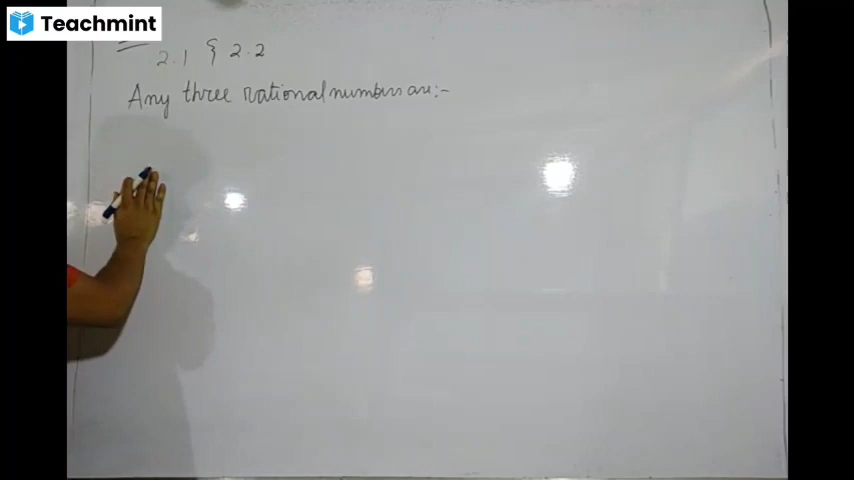 Teachmint
2.1 & 2.2
Any three rational numbers are:-